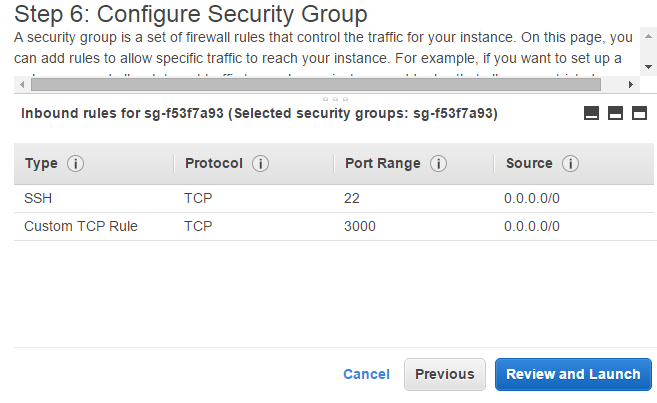 Step 6: Configure Security Group
A security group is a set of firewall rules that control the traffic for your instance. On this page, you
can add rules to allow specific traffic to reach your instance. For example, if you want to set up a
Inbound rules for sg-f53f7a93 (Selected security groups: sg-f53f7a93)
Type Protocol Port Range Source
SSH TCP 22 0.0.0.0/0
Custom TCP Rule TCP 3000 0.0.0.0/0
Cancel Previous Review and Launch